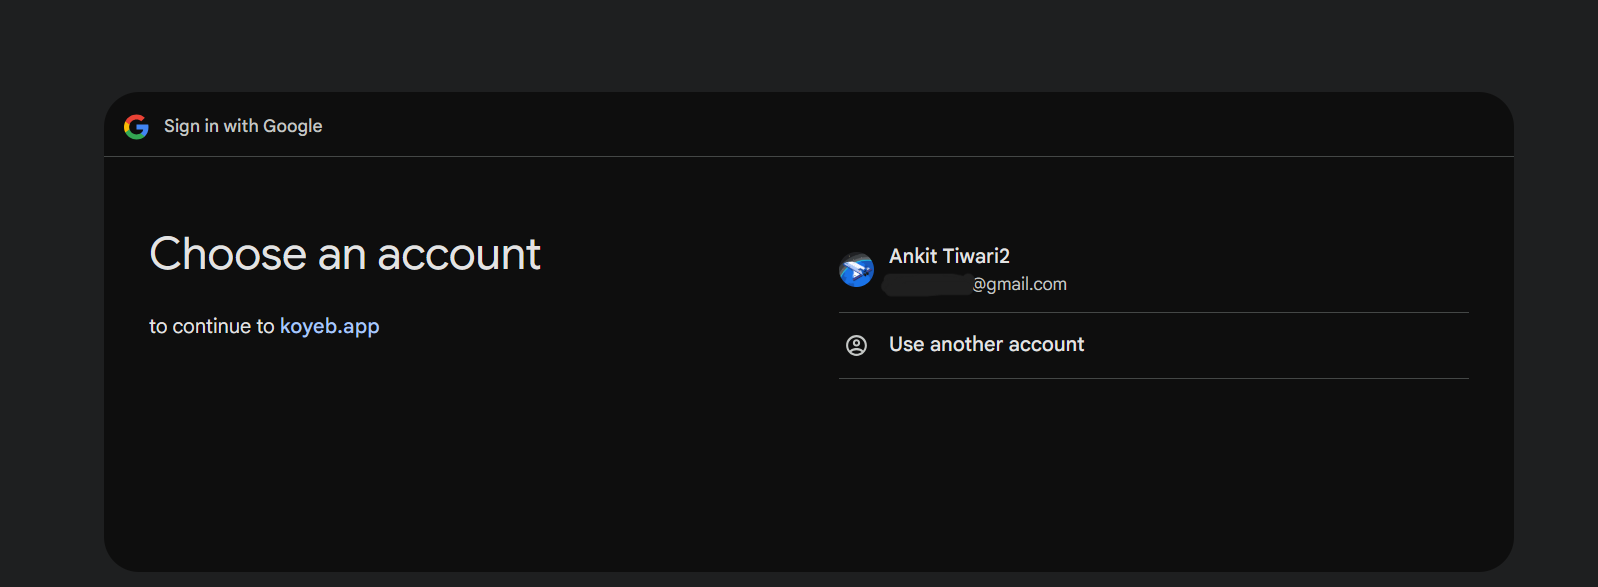 Sign in with Google
Choose an account
to continue to koyeb.app
Ankit Tiwari2
@gmail.com
Use another account